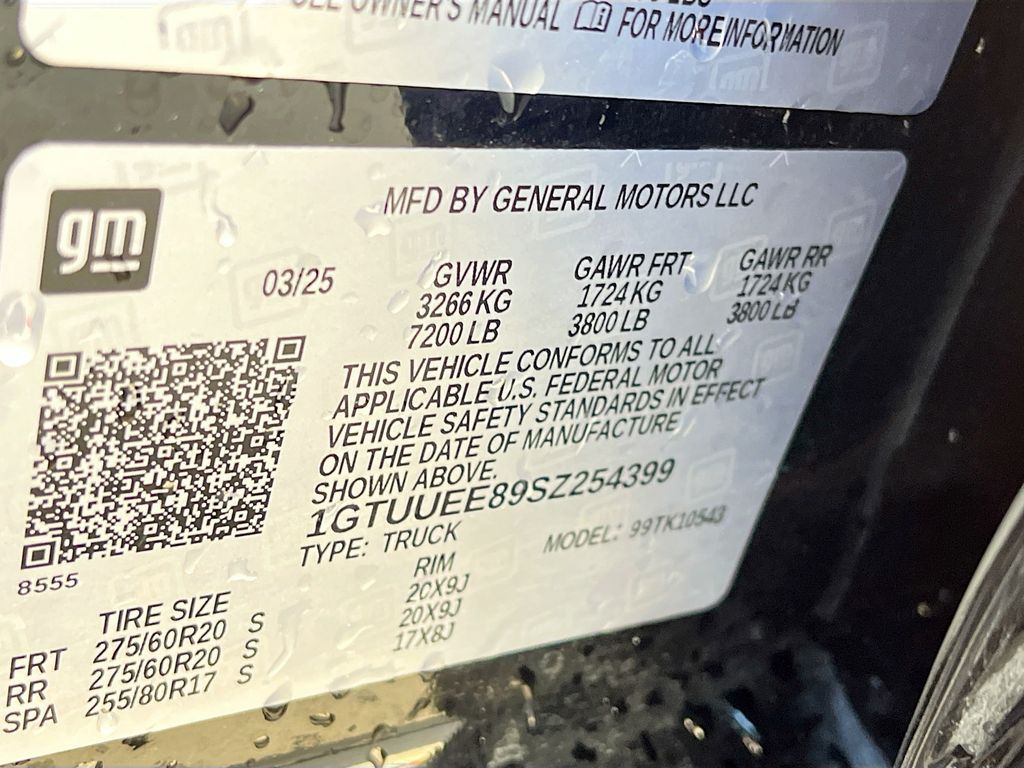 SEE OWNER'S MANUAL FOR MORE INFORMATION
gm
MFD BY GENERAL MOTORS LLC
03/25 GVWR GAWR FRT GAWR RR
3266 KG 1724 KG 1724 KG
7200 LB 3800 LB 3800 LB
THIS VEHICLE CONFORMS TO ALL
APPLICABLE U.S. FEDERAL MOTOR
VEHICLE SAFETY STANDARDS IN EFFECT
ON THE DATE OF MANUFACTURE
SHOWN ABOVE.
1GTUUEE89SZ254399
TYPE: TRUCK MODEL: 99TK10543
8555
TIRE SIZE RIM
FRT 275/60R20 S 20X9J
RR 275/60R20 S 20X9J
SPA 255/80R17 S 17X8J